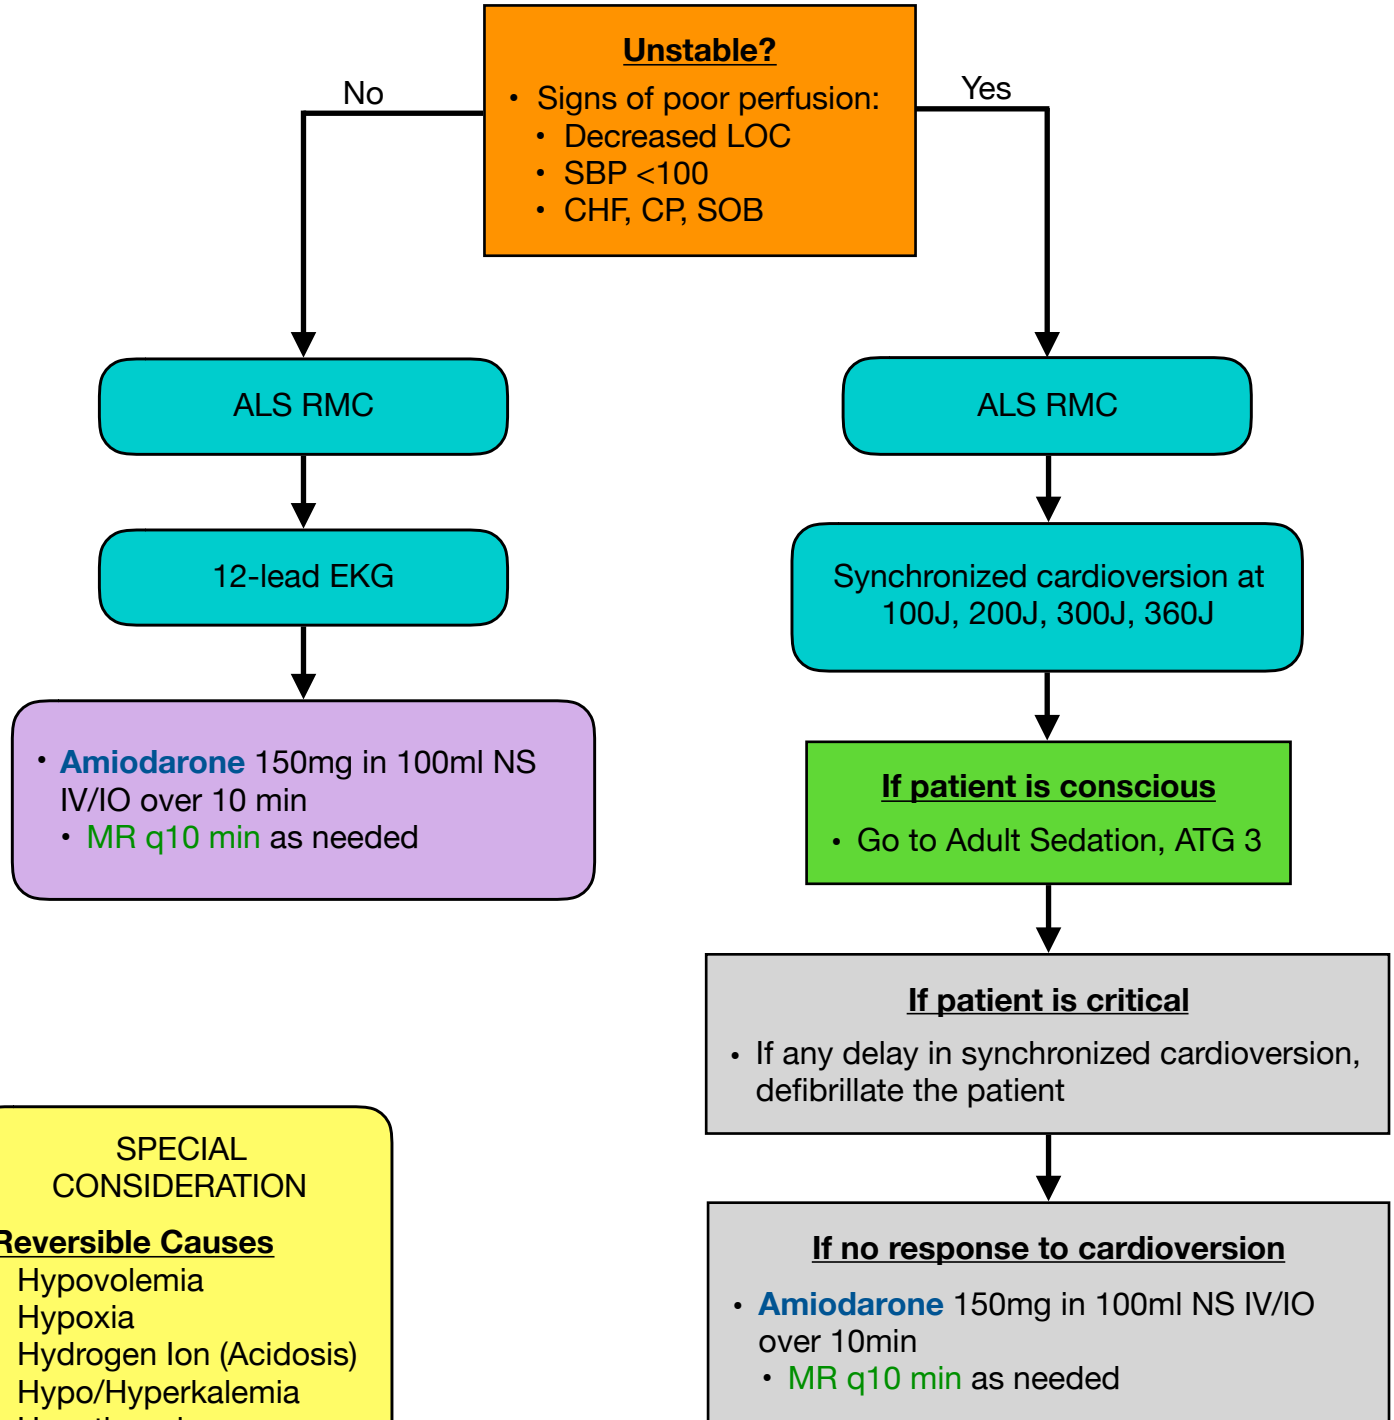 Unstable?
• Signs of poor perfusion:
• Decreased LOC
• SBP <100
• CHF, CP, SOB
No
Yes
ALS RMC
12-lead EKG
• Amiodarone 150mg in 100ml NS
IV/IO over 10 min
• MR q10 min as needed
ALS RMC
Synchronized cardioversion at
100J, 200J, 300J, 360J
If patient is conscious
• Go to Adult Sedation, ATG 3
If patient is critical
• If any delay in synchronized cardioversion,
defibrillate the patient
If no response to cardioversion
• Amiodarone 150mg in 100ml NS IV/IO
over 10min
• MR q10 min as needed
SPECIAL
CONSIDERATION
Reversible Causes
Hypovolemia
Hypoxia
Hydrogen Ion (Acidosis)
Hypo/Hyperkalemia